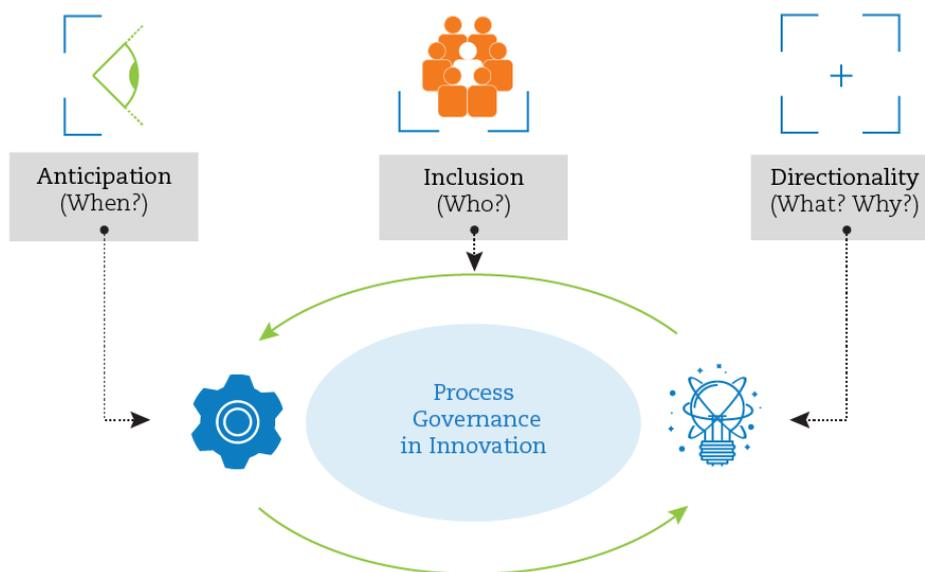 Anticipation
(When?)
Inclusion
(Who?)
Directionality
(What? Why?)
Process
Governance
in Innovation